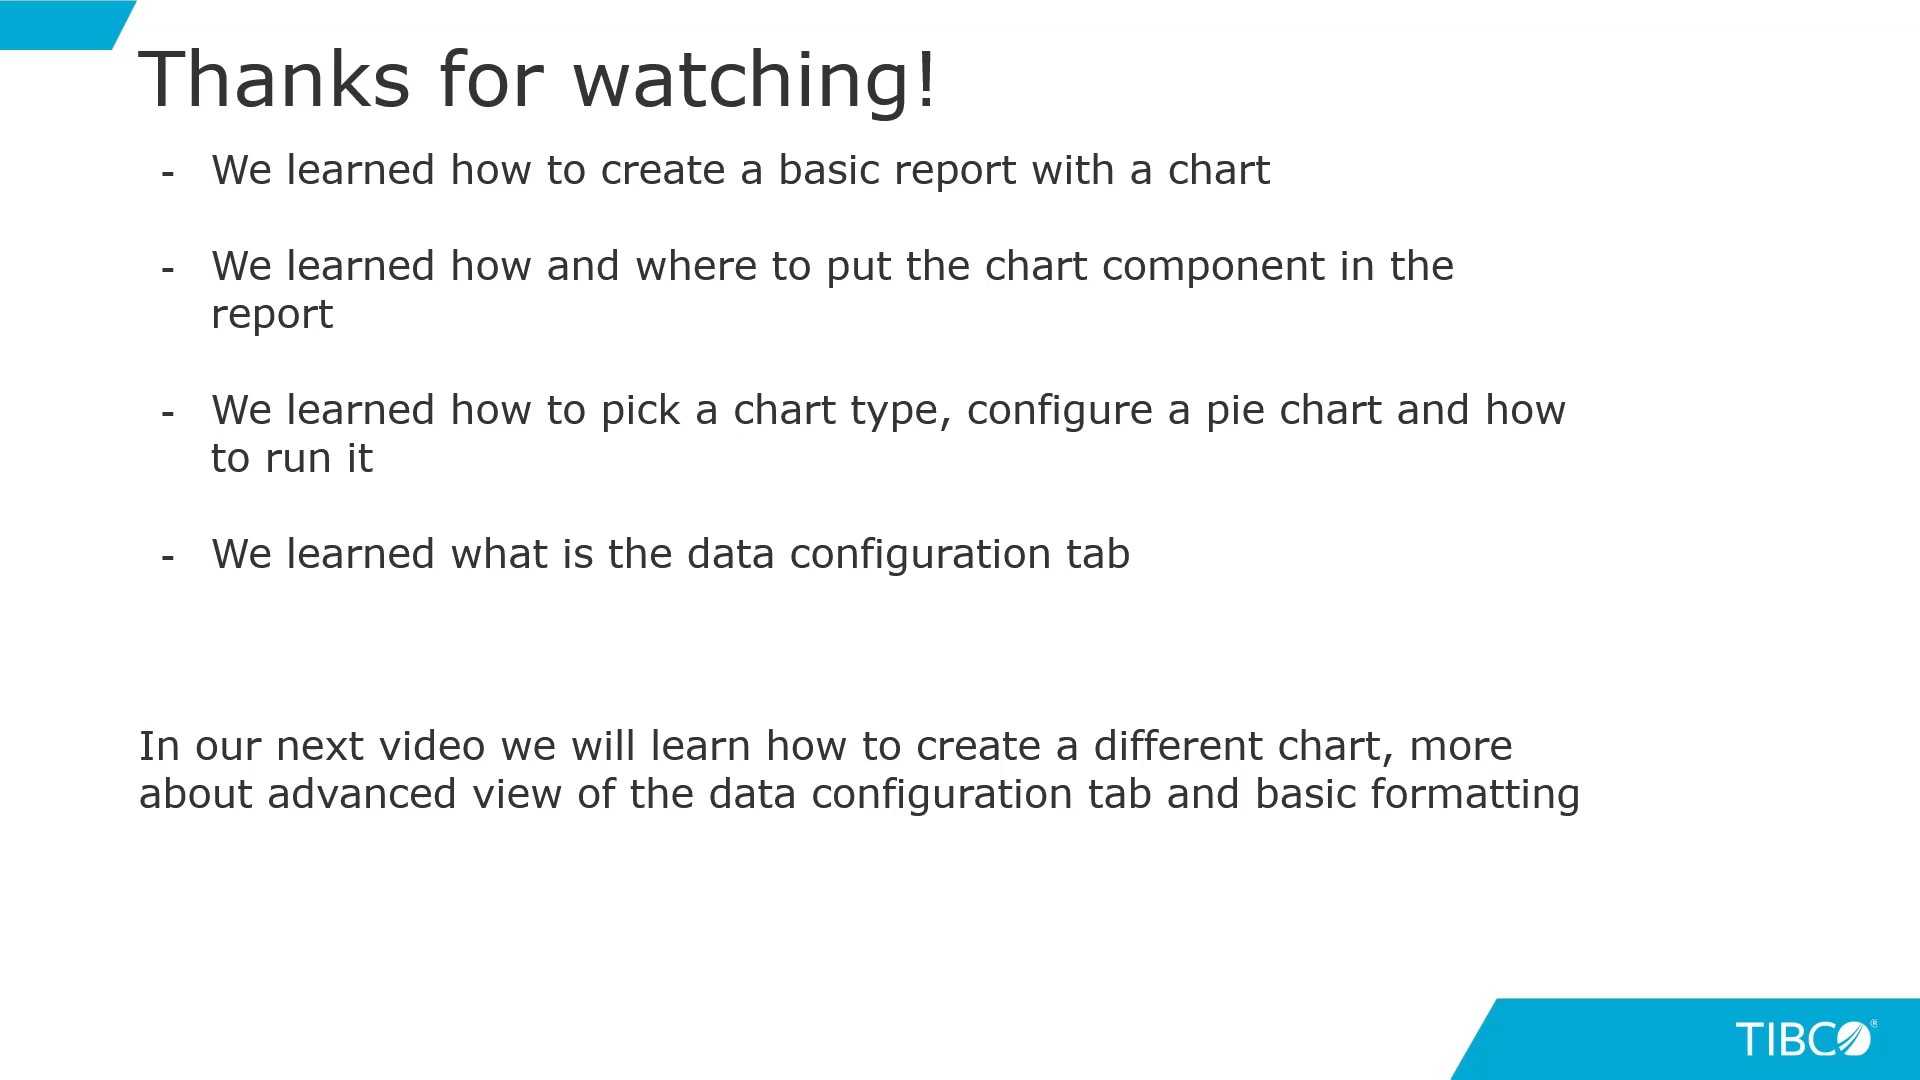 Thanks for watching!
- We learned how to create a basic report with a chart
- We learned how and where to put the chart component in the
report
- We learned how to pick a chart type, configure a pie chart and how
to run it
- We learned what is the data configuration tab
In our next video we will learn how to create a different chart, more
about advanced view of the data configuration tab and basic formatting
TIBCO®